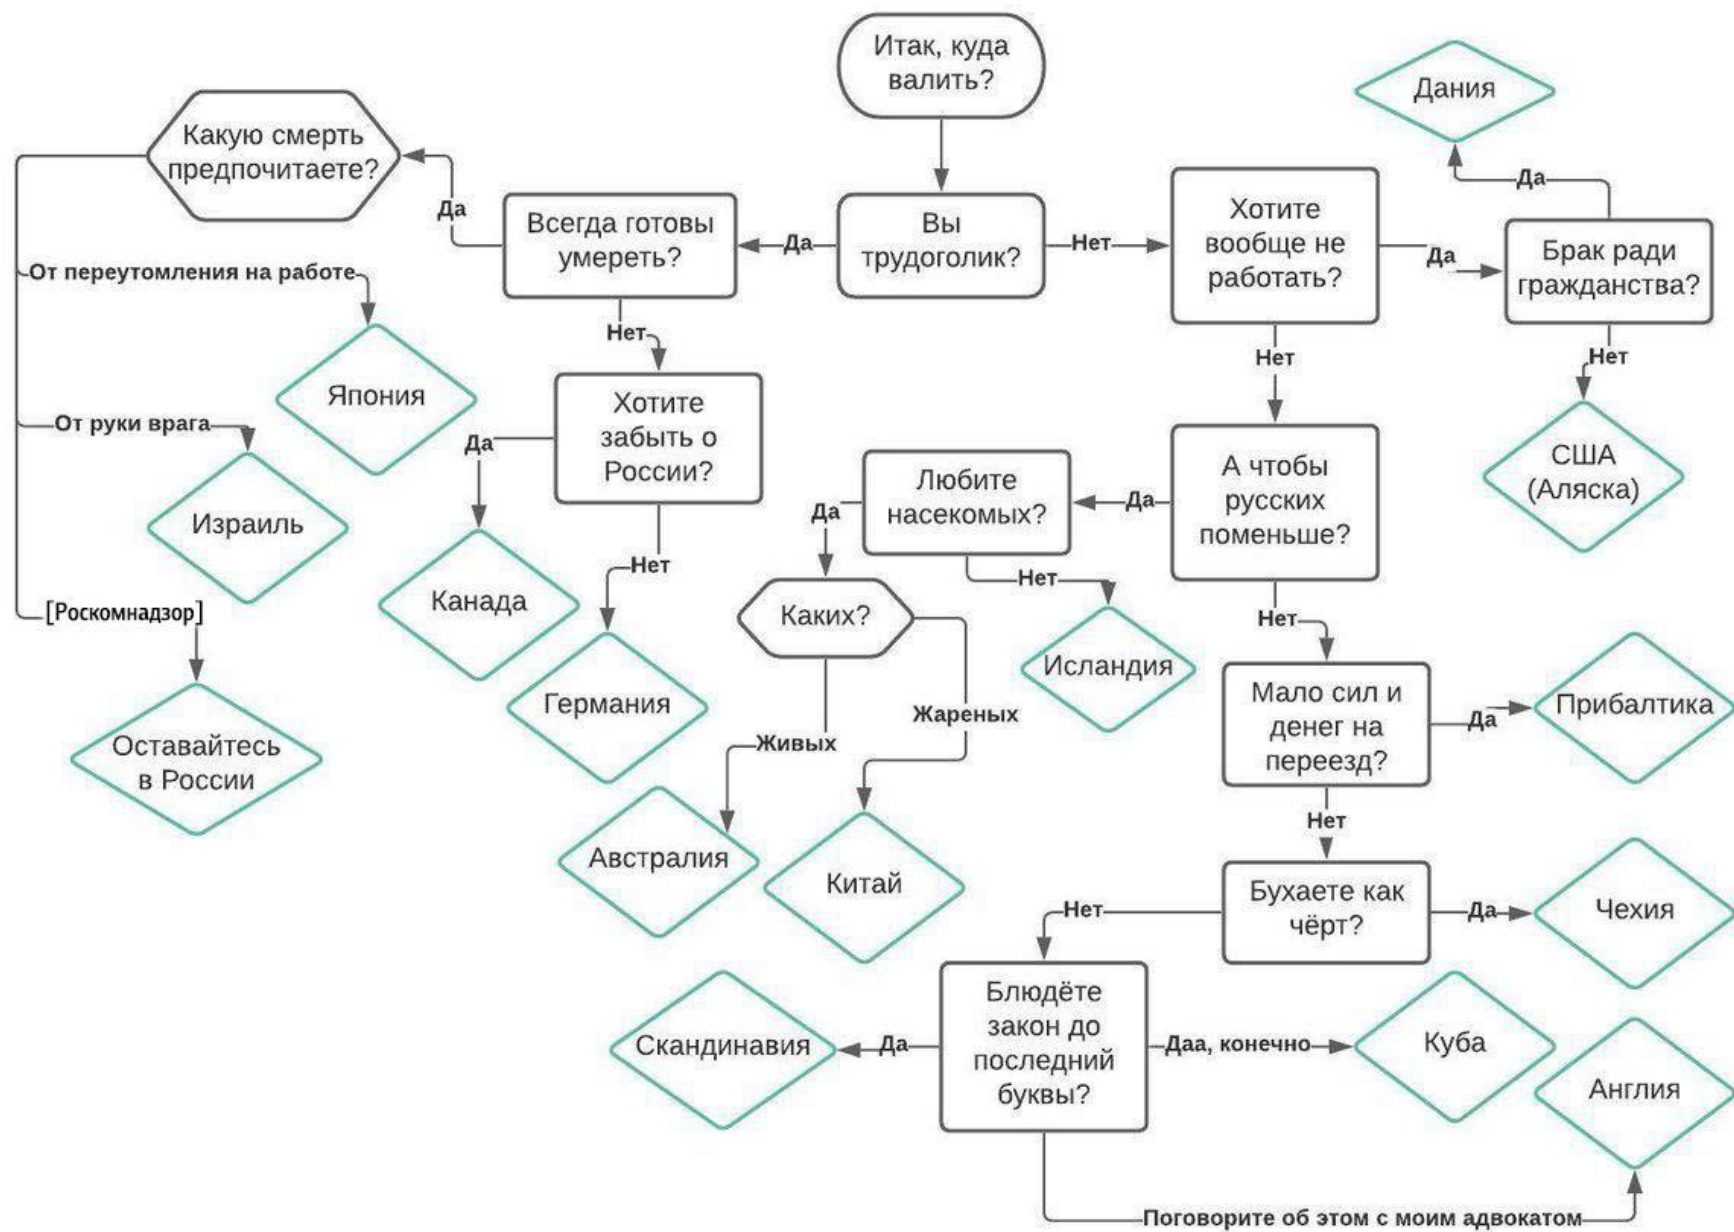 Итак, куда
валить?
Дания
Какую смерть
предпочитаете?
Да
Всегда готовы
умереть?
Да
Вы
трудоголик?
Нет
Хотите
вообще не
работать?
Да
Да
Брак ради
гражданства?
От переутомления на работе
Нет
Нет
Нет
Япония
Хотите
забыть о
России?
От руки врага
Да
США
(Аляска)
Любите
насекомых?
Да
А чтобы
русских
поменьше?
Израиль
Да
Нет
Нет
Канада
Каких?
[Роскомнадзор]
Нет
Исландия
Германия
Жареных
Мало сил и
денег на
переезд?
Да
Прибалтика
Оставайтесь
в России
Живых
Нет
Австралия
Китай
Бухаете как
чёрт?
Нет
Да
Чехия
Скандинавия
Да
Блюдёте
закон до
последний
буквы?
Даа, конечно
Куба
Англия
Поговорите об этом с моим адвокатом